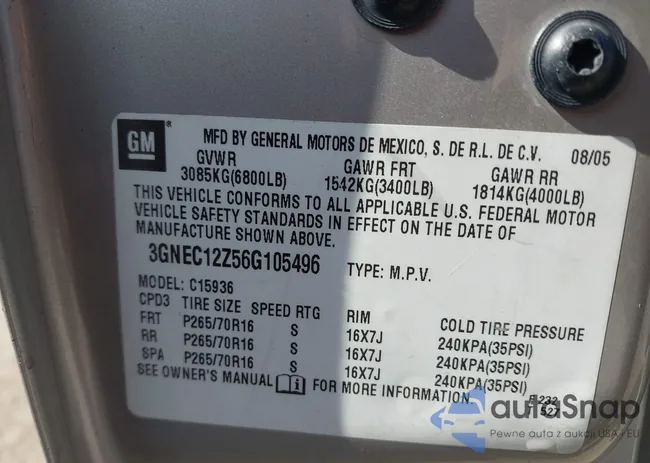 GM ®
MFD BY GENERAL MOTORS DE MEXICO, S. DE R.L. DE C.V. 08/05
GVWR GAWR FRT GAWR RR
3085KG(6800LB) 1542KG(3400LB) 1814KG(4000LB)
THIS VEHICLE CONFORMS TO ALL APPLICABLE U.S. FEDERAL MOTOR
VEHICLE SAFETY STANDARDS IN EFFECT ON THE DATE OF
MANUFACTURE SHOWN ABOVE.
3GNEC12Z56G105496 TYPE: M.P.V.
MODEL: C15936
CPD3 TIRE SIZE SPEED RTG RIM COLD TIRE PRESSURE
FRT P265/70R16 S 16X7J 240KPA(35PSI)
RR P265/70R16 S 16X7J 240KPA(35PSI)
SPA P265/70R16 S 16X7J 240KPA(35PSI)
SEE OWNER'S MANUAL FOR MORE INFORMATION.
autaSnap
Pewne auta z aukcji USA i EU